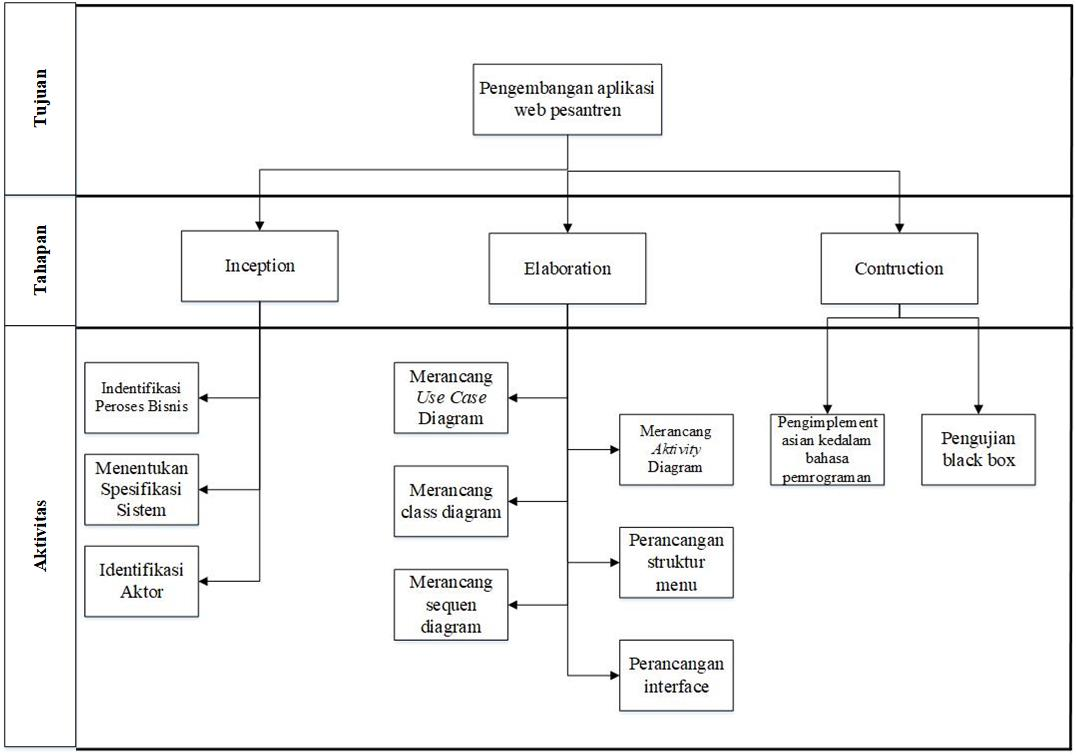 Tujuan
Pengembangan aplikasi
web pesantren
Tahapan
Inception
Elaboration
Contruction
Aktivitas
Indentifikasi
Peroses Bisnis
Menentukan
Spesifikasi
Sistem
Identifikasi
Aktor
Merancang
Use Case
Diagram
Merancang
class diagram
Merancang
sequen
diagram
Merancang
Aktivity
Diagram
Perancangan
struktur
menu
Perancangan
interface
Pengimplement
asian kedalam
bahasa
pemrograman
Pengujian
black box